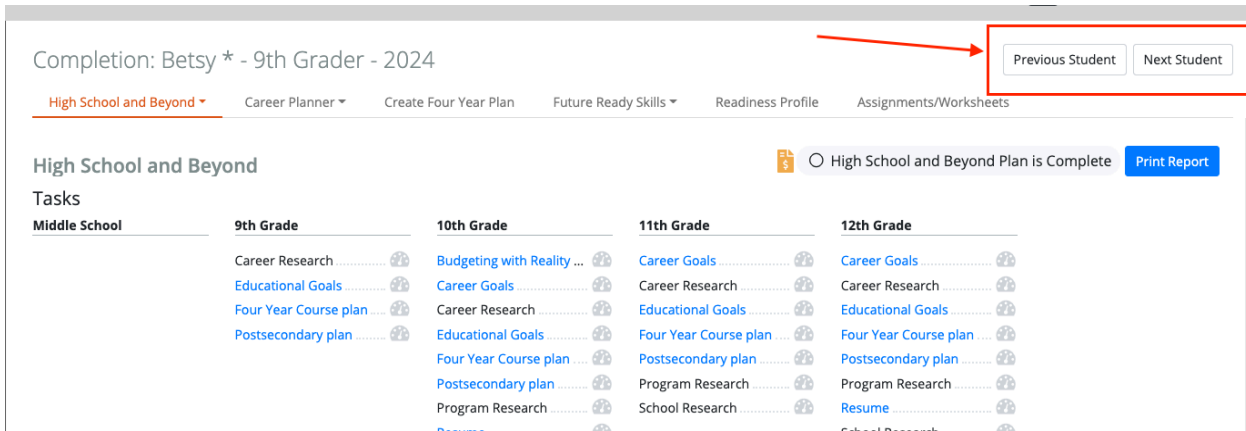 Completion: Betsy * - 9th Grader - 2024
Previous Student
Next Student
High School and Beyond
Career Planner
Create Four Year Plan
Future Ready Skills
Readiness Profile
Assignments/Worksheets
High School and Beyond
High School and Beyond Plan is Complete
Print Report
Tasks
Middle School
9th Grade
Career Research
Educational Goals
Four Year Course plan
Postsecondary plan
10th Grade
Budgeting with Reality ...
Career Goals
Career Research
Educational Goals
Four Year Course plan
Postsecondary plan
Program Research
Resume
11th Grade
Career Goals
Career Research
Educational Goals
Four Year Course plan
Postsecondary plan
Program Research
School Research
12th Grade
Career Goals
Career Research
Educational Goals
Four Year Course plan
Postsecondary plan
Program Research
Resume
School Research